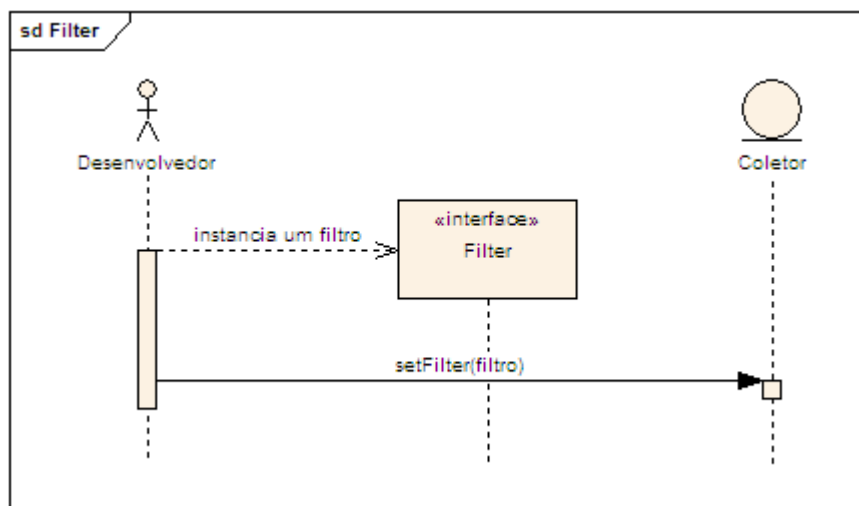 sd Filter
Desenvolvedor
Coletor
«interface»
instancia um filtro
Filter
setFilter(filtro)